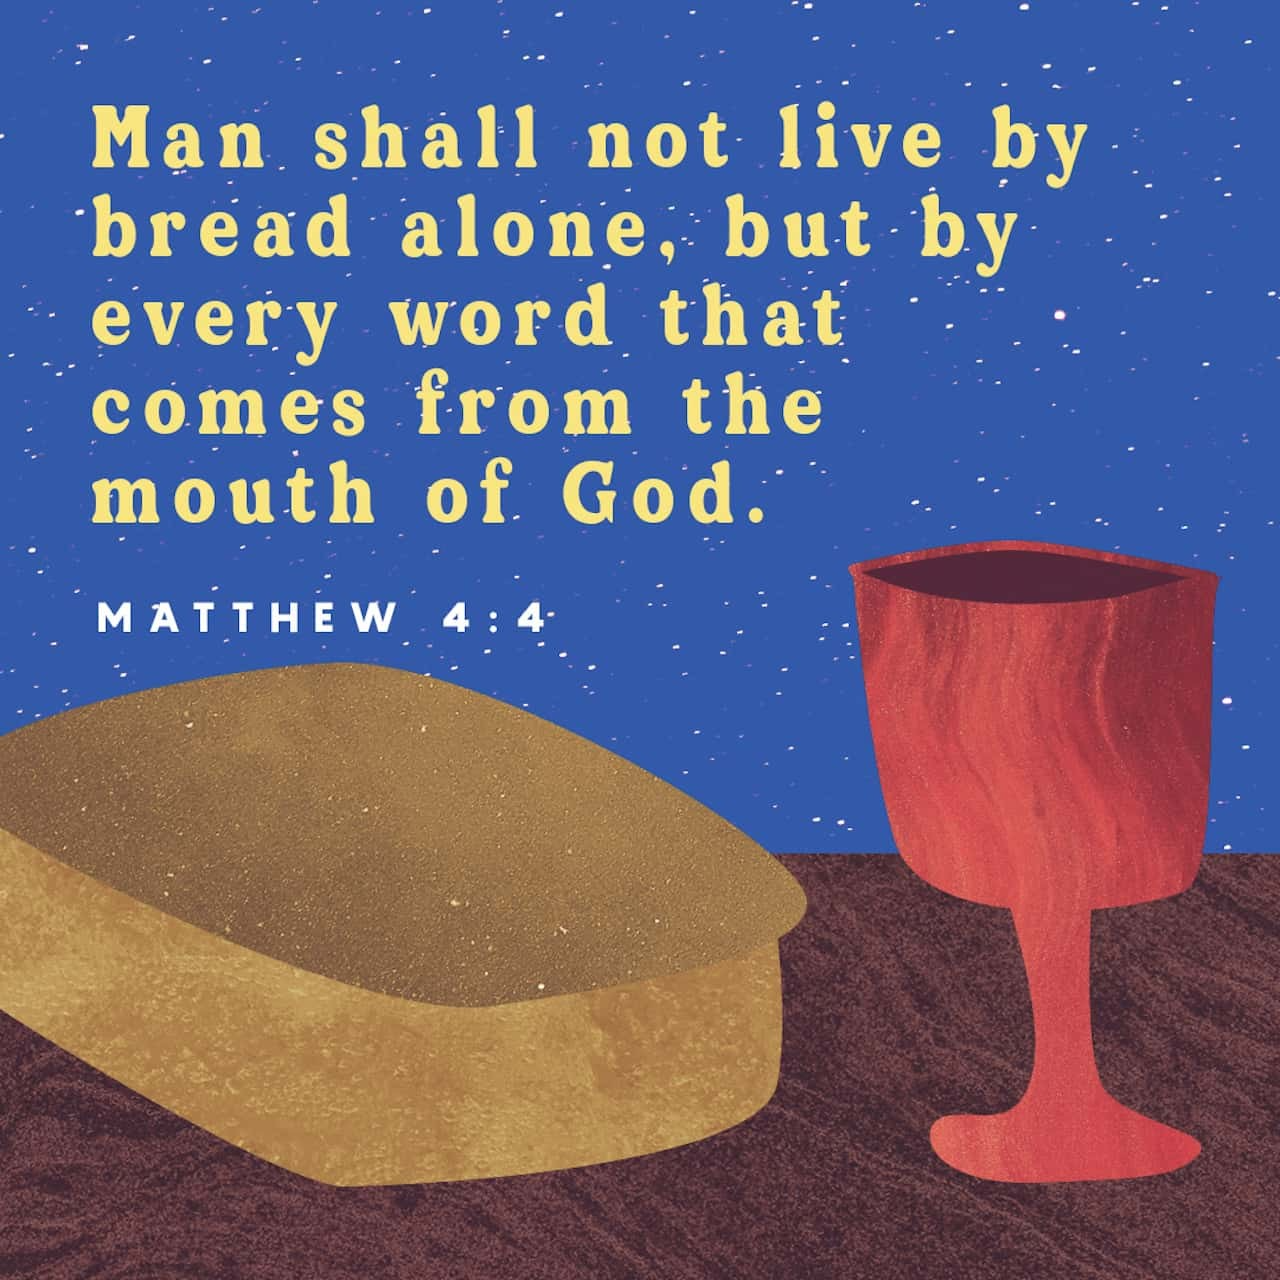 Man shall not live by
bread alone, but by
every word that
comes from the
mouth of God.
MATTHEW 4:4